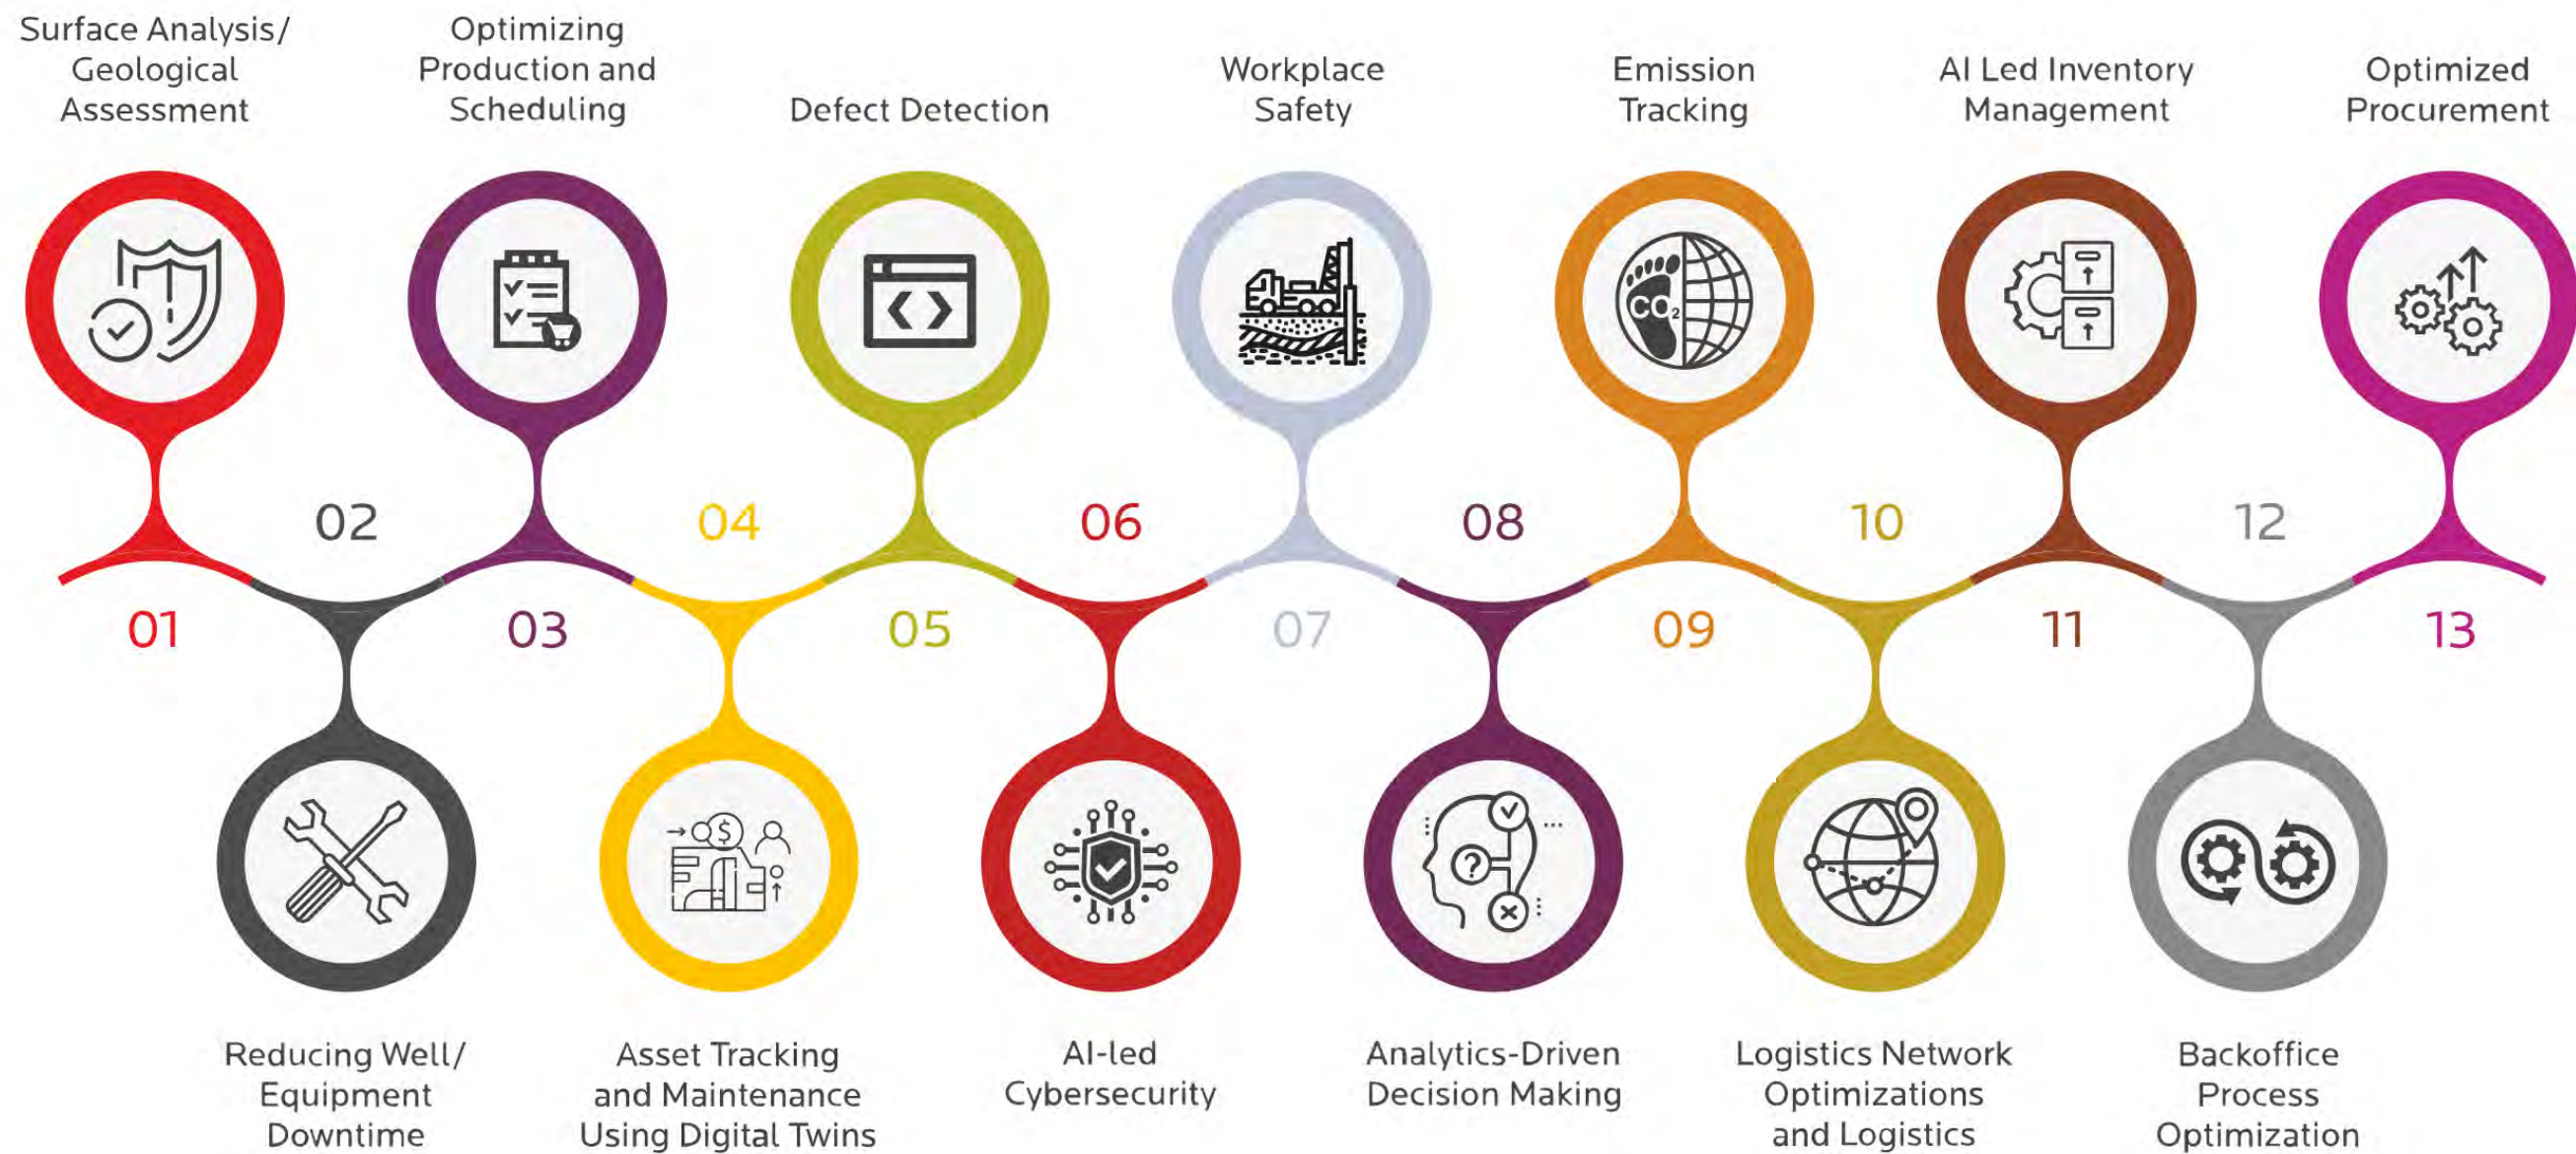 Surface Analysis/
Geological
Assessment
01
02
Reducing Well/
Equipment
Downtime
Optimizing
Production and
Scheduling
03
04
Asset Tracking
and Maintenance
Using Digital Twins
$
Defect Detection
05
06
AI-led
Cybersecurity
Workplace
Safety
07
08
?
Analytics-Driven
Decision Making
Emission
Tracking
CO₂
09
10
Logistics Network
Optimizations
and Logistics
AI Led Inventory
Management
11
12
Backoffice
Process
Optimization
Optimized
Procurement
13